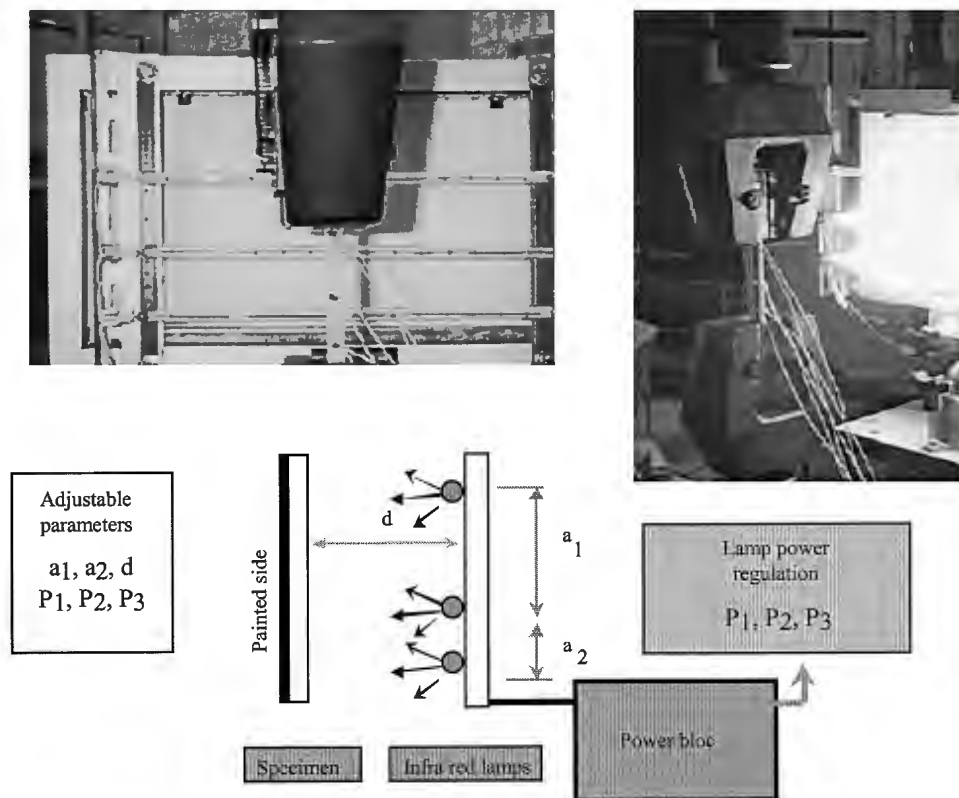 Adjustable
parameters
a1, a2, d
P1, P2, P3
Painted side
d
a1
a2
Lamp power
regulation
P1, P2, P3
Power bloc
Specimen
Infra red lamps